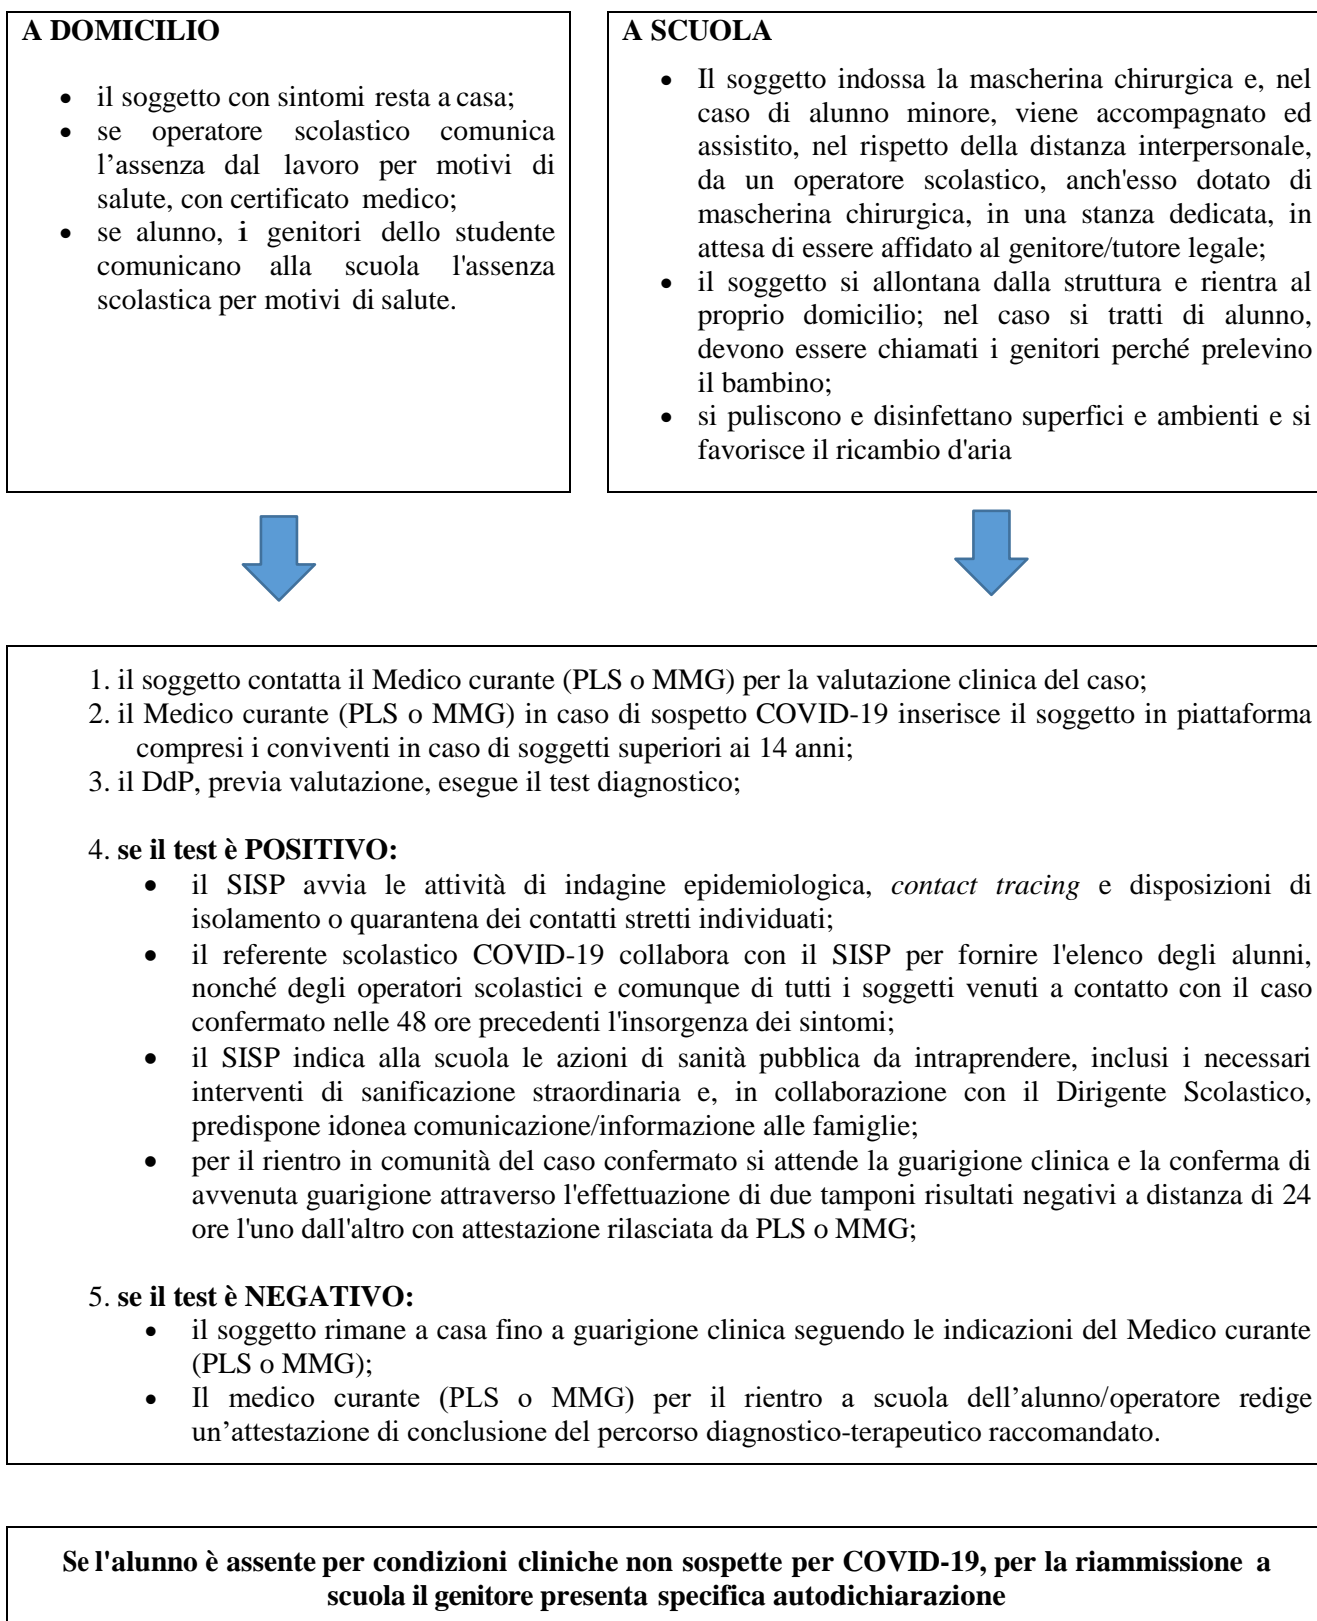 A DOMICILIO
• il soggetto con sintomi resta a casa;
• se operatore scolastico comunica
l’assenza dal lavoro per motivi di
salute, con certificato medico;
• se alunno, i genitori dello studente
comunicano alla scuola l'assenza
scolastica per motivi di salute.
A SCUOLA
• Il soggetto indossa la mascherina chirurgica e, nel
caso di alunno minore, viene accompagnato ed
assistito, nel rispetto della distanza interpersonale,
da un operatore scolastico, anch'esso dotato di
mascherina chirurgica, in una stanza dedicata, in
attesa di essere affidato al genitore/tutore legale;
• il soggetto si allontana dalla struttura e rientra al
proprio domicilio; nel caso si tratti di alunno,
devono essere chiamati i genitori perché prelevino
il bambino;
• si puliscono e disinfettano superfici e ambienti e si
favorisce il ricambio d'aria
1. il soggetto contatta il Medico curante (PLS o MMG) per la valutazione clinica del caso;
2. il Medico curante (PLS o MMG) in caso di sospetto COVID-19 inserisce il soggetto in piattaforma
compresi i conviventi in caso di soggetti superiori ai 14 anni;
3. il DdP, previa valutazione, esegue il test diagnostico;
4. se il test è POSITIVO:
• il SISP avvia le attività di indagine epidemiologica, contact tracing e disposizioni di
isolamento o quarantena dei contatti stretti individuati;
• il referente scolastico COVID-19 collabora con il SISP per fornire l'elenco degli alunni,
nonché degli operatori scolastici e comunque di tutti i soggetti venuti a contatto con il caso
confermato nelle 48 ore precedenti l'insorgenza dei sintomi;
• il SISP indica alla scuola le azioni di sanità pubblica da intraprendere, inclusi i necessari
interventi di sanificazione straordinaria e, in collaborazione con il Dirigente Scolastico,
predispone idonea comunicazione/informazione alle famiglie;
• per il rientro in comunità del caso confermato si attende la guarigione clinica e la conferma di
avvenuta guarigione attraverso l'effettuazione di due tamponi risultati negativi a distanza di 24
ore l'uno dall'altro con attestazione rilasciata da PLS o MMG;
5. se il test è NEGATIVO:
• il soggetto rimane a casa fino a guarigione clinica seguendo le indicazioni del Medico curante
(PLS o MMG);
• Il medico curante (PLS o MMG) per il rientro a scuola dell’alunno/operatore redige
un’attestazione di conclusione del percorso diagnostico-terapeutico raccomandato.
Se l'alunno è assente per condizioni cliniche non sospette per COVID-19, per la riammissione a
scuola il genitore presenta specifica autodichiarazione